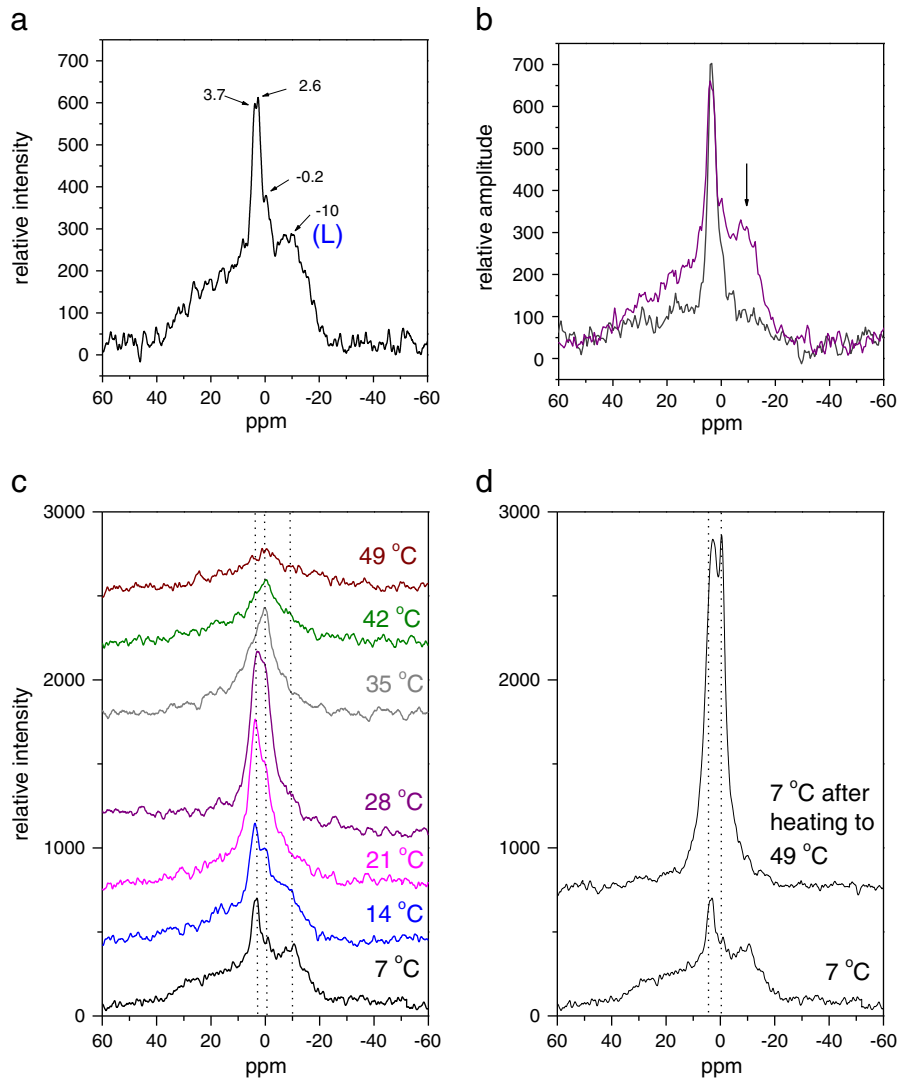 a
relative intensity
700
600
500
400
300
200
100
0
3.7
2.6
-0.2
-10
(L)
60 40 20 0 -20 -40 -60
ppm
b
relative amplitude
700
600
500
400
300
200
100
0
60 40 20 0 -20 -40 -60
ppm
c
relative intensity
3000
2000
1000
0
49 °C
42 °C
35 °C
28 °C
21 °C
14 °C
7 °C
60 40 20 0 -20 -40 -60
ppm
d
3000
2000
1000
0
7 °C after
heating to
49 °C
7 °C
60 40 20 0 -20 -40 -60
ppm